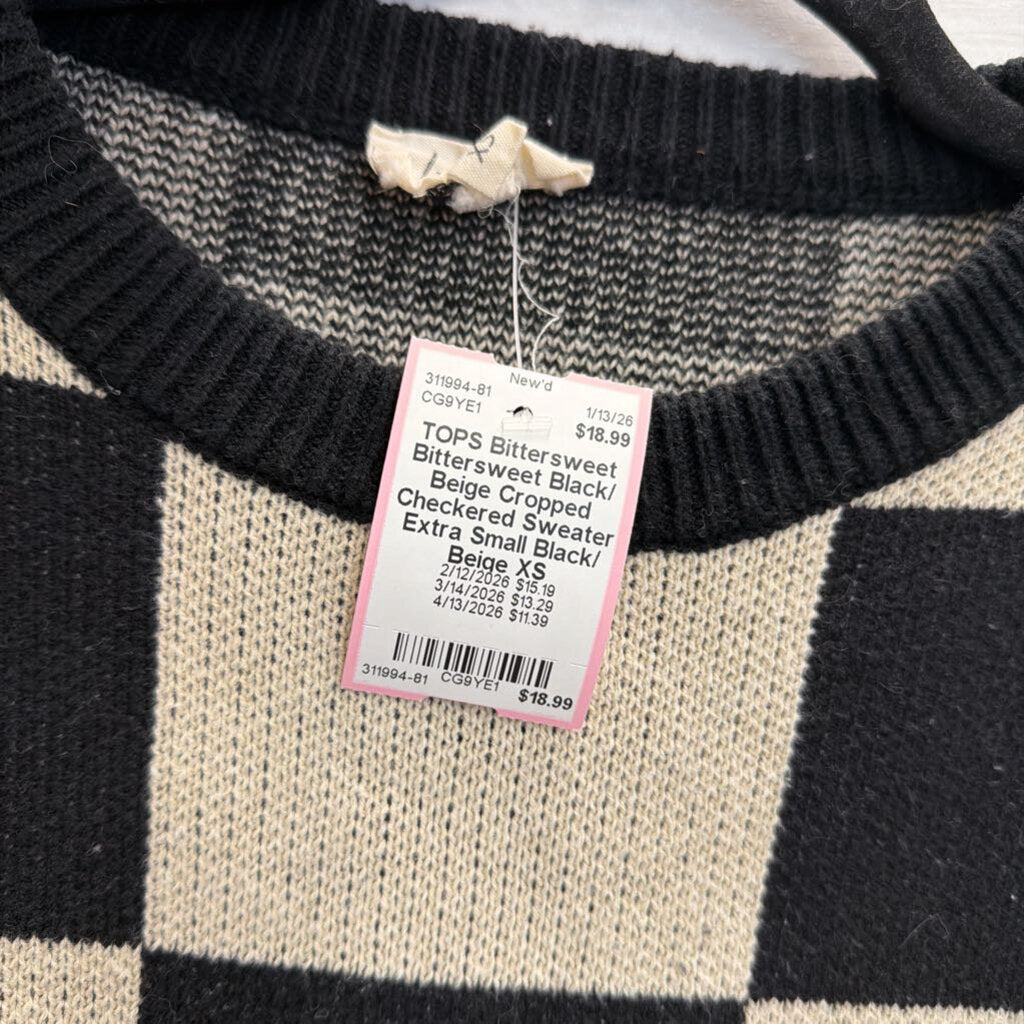 311994-81
New'd
1/13/26
CG9YE1
$18.99
TOPS Bittersweet
Bittersweet Black/
Beige Cropped
Checkered Sweater
Extra Small Black/
Beige XS
2/12/2026 $15.19
3/14/2026 $13.29
4/13/2026 $11.39
311994-81 CG9YE1 $18.99